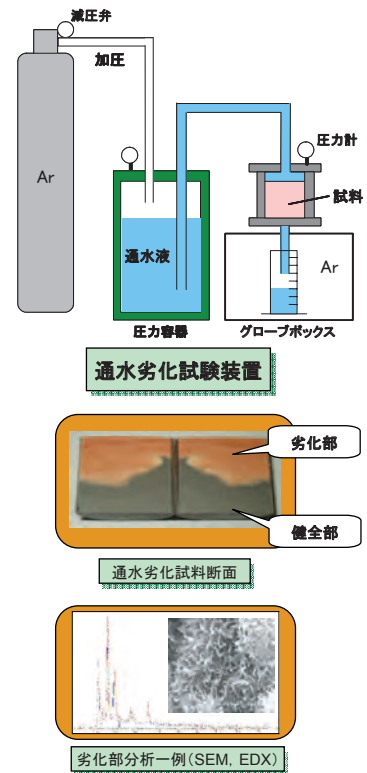 減圧弁
加圧
Ar
圧力計
試料
通水液
Ar
圧力容器
グローブボックス
通水劣化試験装置
劣化部
健全部
通水劣化試料断面
劣化部分析一例(SEM, EDX)